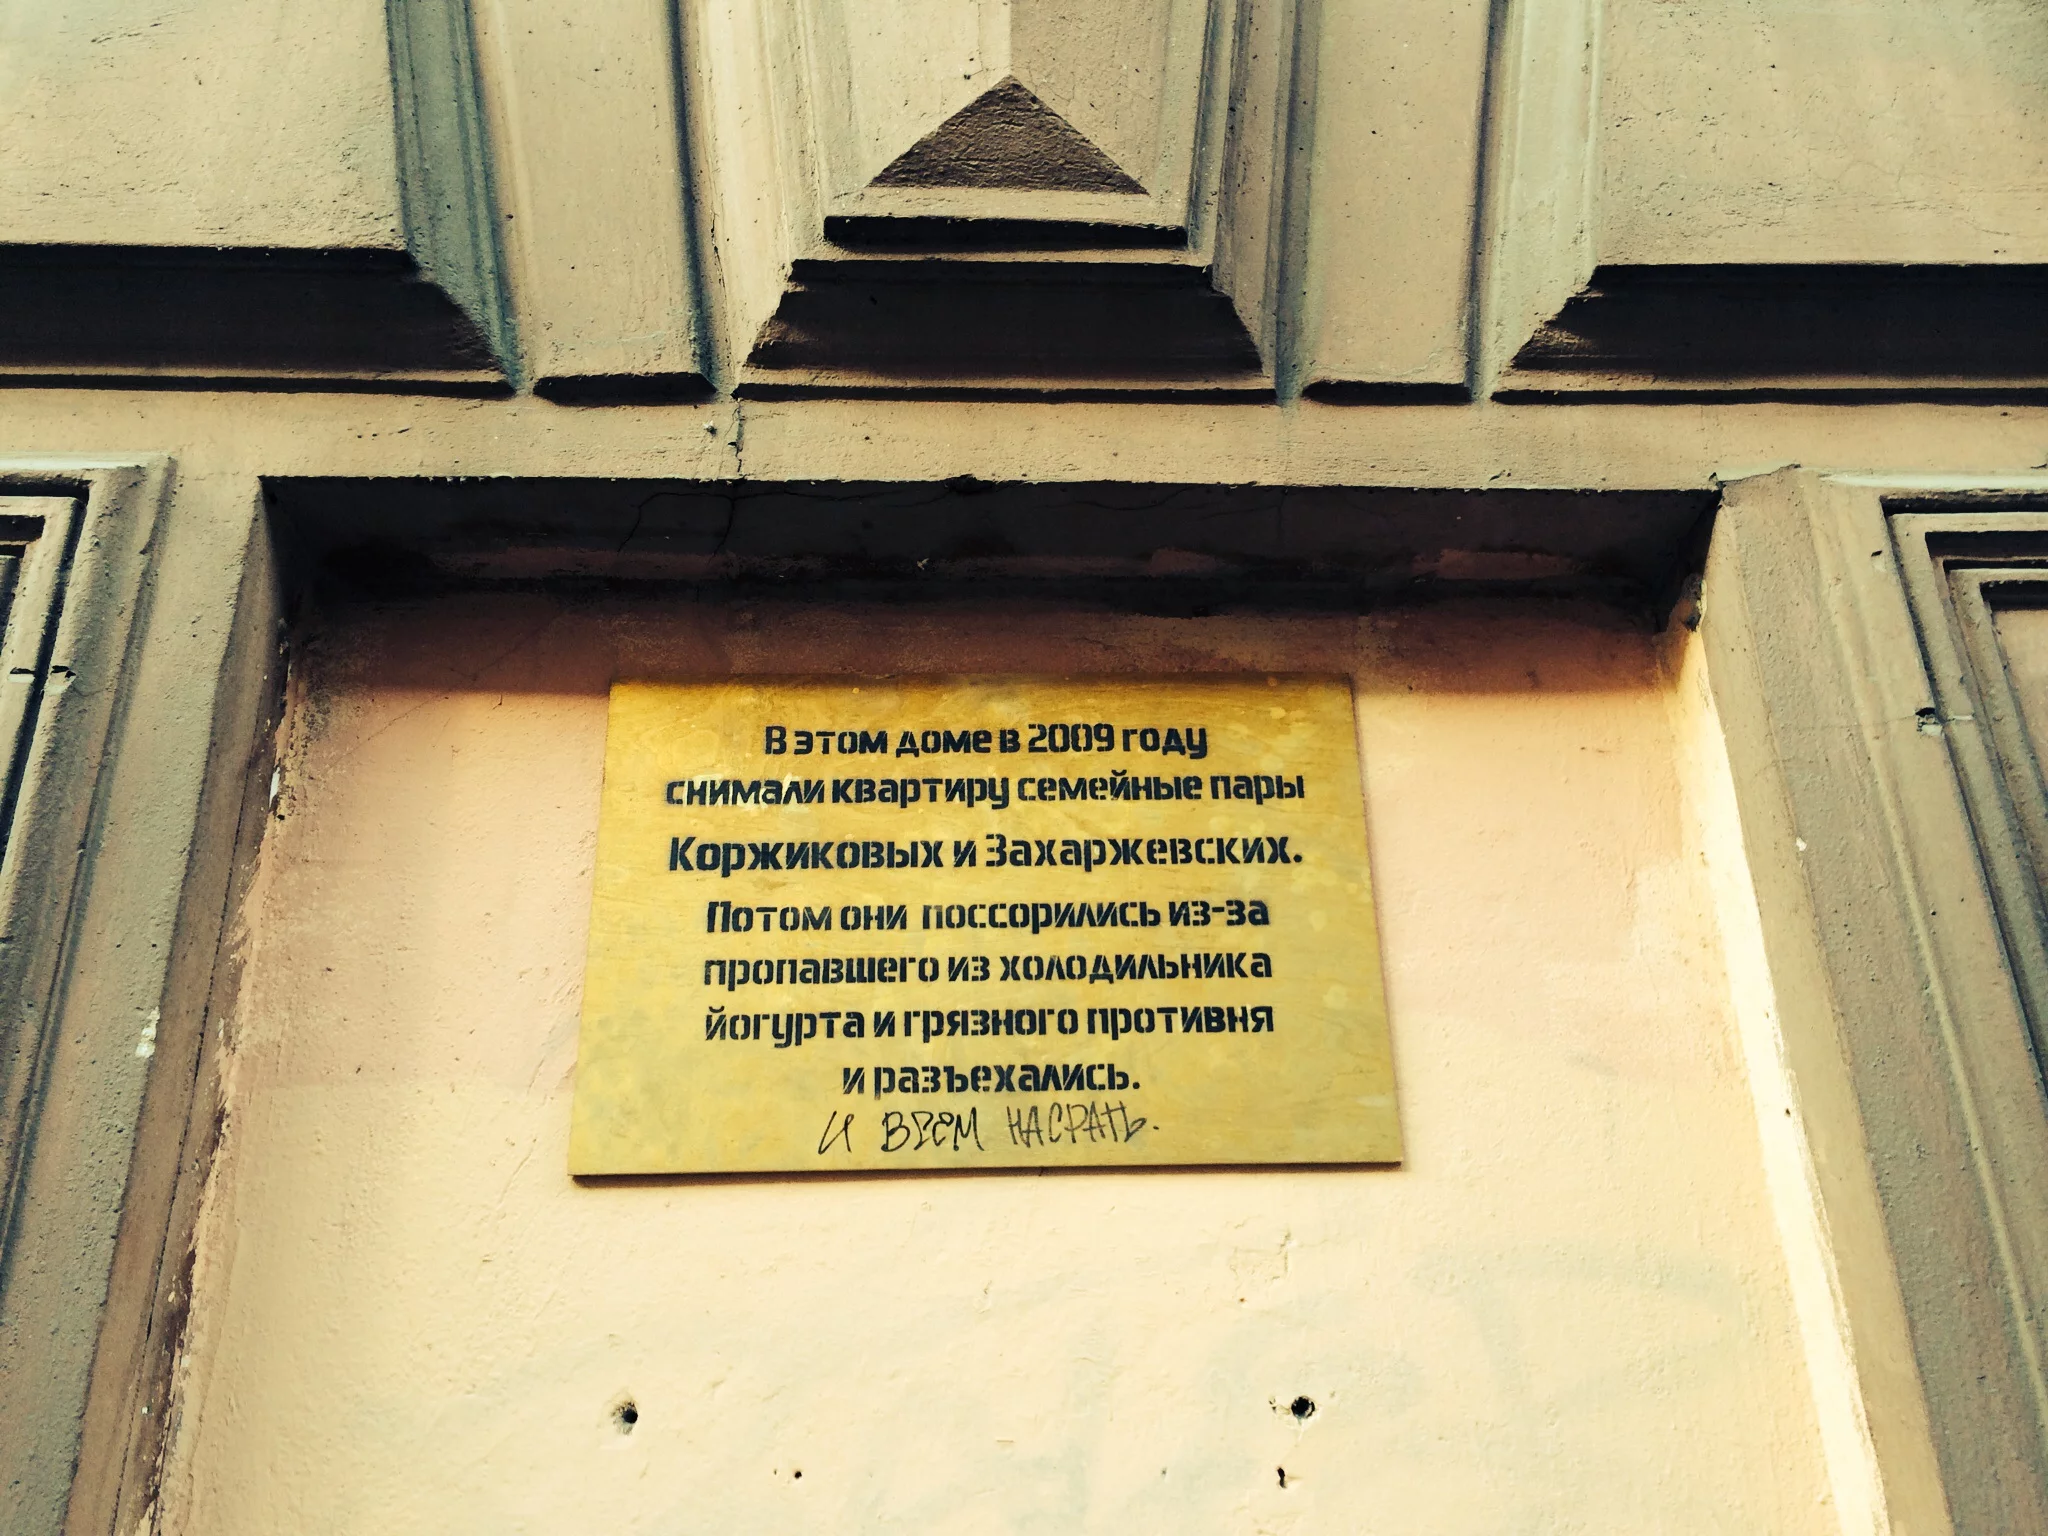 В этом доме в 2009 году
снимали квартиру семейные пары
Коржиковых и Захаржевских.
Потом они поссорились из-за
пропавшего из холодильника
йогурта и грязного противня
и разъехались.
И ВСЕМ НАСРАТЬ.